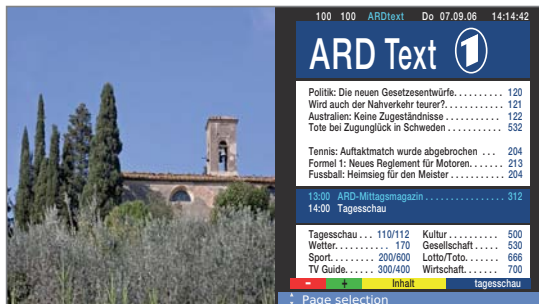 100 100 ARDtext Do 07.09.06 14:14:42
ARD Text 1
Politik: Die neuen Gesetzesentwürfe.......... 120
Wird auch der Nahverkehr teurer?............ 121
Australien: Keine Zugeständnisse ............ 122
Tote bei Zugunglück in Schweden ........... 532
Tennis: Auftaktmatch wurde abgebrochen ... 204
Formel 1: Neues Reglement für Motoren....... 213
Fussball: Heimsieg für den Meister ........... 204
13:00 ARD-Mittagsmagazin ................ 312
14:00 Tagesschau
Tagesschau ... 110/112 Kultur .......... 500
Wetter........... 170 Gesellschaft ..... 530
Sport........ 200/600 Lotto/Toto....... 666
TV Guide...... 300/400 Wirtschaft....... 700
- + Inhalt tagesschau
Page selection